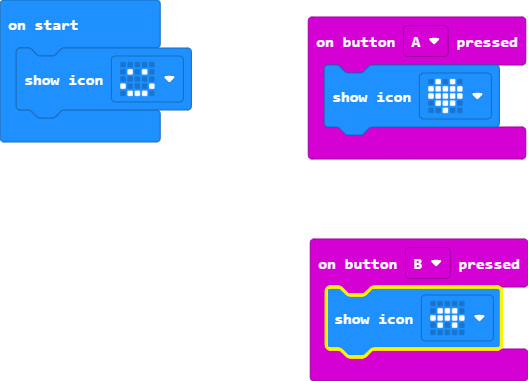 on start
show icon
on button A pressed
show icon
on button B pressed
show icon